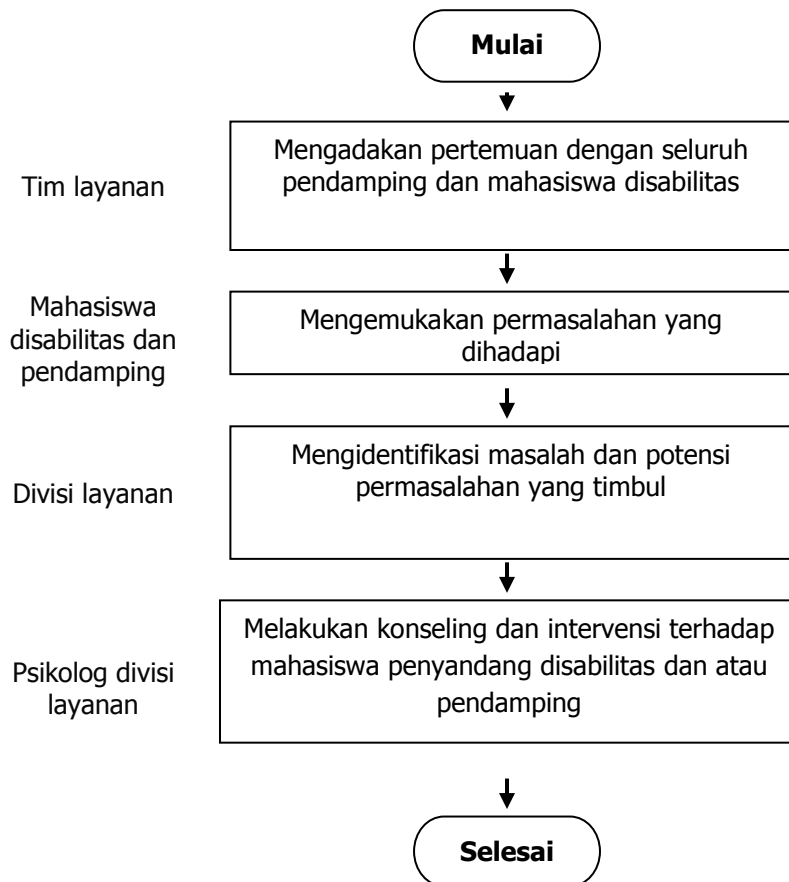 Mulai
Tim layanan
Mengadakan pertemuan dengan seluruh
pendamping dan mahasiswa disabilitas
Mahasiswa
disabilitas dan
pendamping
Mengemukakan permasalahan yang
dihadapi
Divisi layanan
Mengidentifikasi masalah dan potensi
permasalahan yang timbul
Psikolog divisi
layanan
Melakukan konseling dan intervensi terhadap
mahasiswa penyandang disabilitas dan atau
pendamping
Selesai